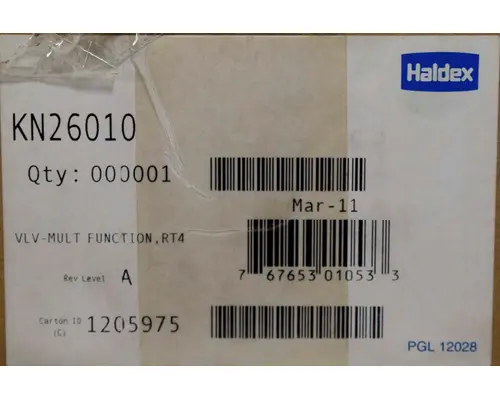 Haldex
KN26010
Qty: 000001
Mar-11
VLV-MULT FUNCTION,RT4
7 67653 01053 3
Rev Level A
Carton ID
(C) 1205975
PGL 12028